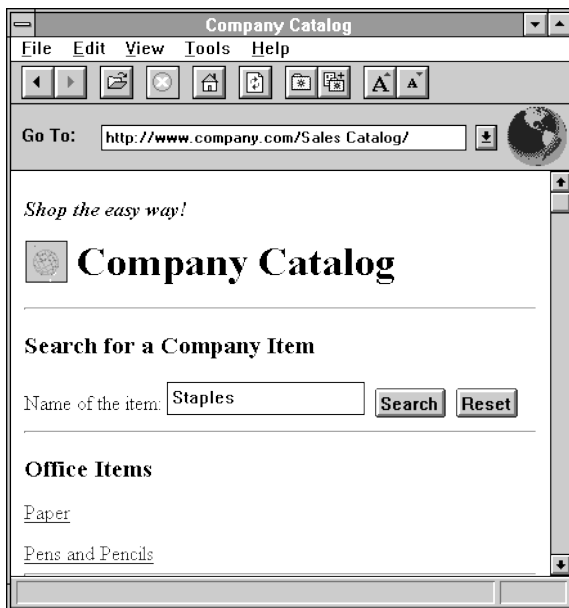 Company Catalog
File Edit View Tools Help
A A
Go To: http://www.company.com/Sales Catalog/
Shop the easy way!
Company Catalog
Search for a Company Item
Name of the item: Staples Search Reset
Office Items
Paper
Pens and Pencils